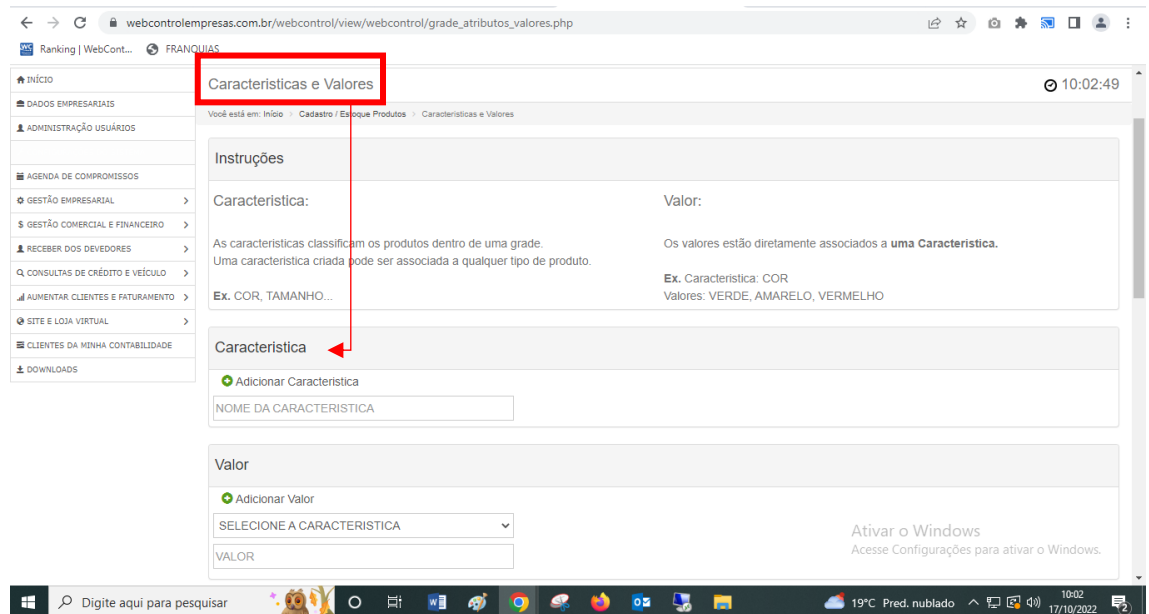 webcontrolempresas.com.br/webcontrol/view/webcontrol/grade_atributos_valores.php
Ranking | WebCont...
FRANQUIAS
INÍCIO
DADOS EMPRESARIAIS
ADMINISTRAÇÃO USUÁRIOS
AGENDA DE COMPROMISSOS
GESTÃO EMPRESARIAL
GESTÃO COMERCIAL E FINANCEIRO
RECEBER DOS DEVEDORES
CONSULTAS DE CRÉDITO E VEÍCULO
AUMENTAR CLIENTES E FATURAMENTO
SITE E LOJA VIRTUAL
CLIENTES DA MINHA CONTABILIDADE
DOWNLOADS
Caracteristicas e Valores
10:02:49
Você está em: Início > Cadastro / Estoque Produtos > Caracteristicas e Valores
Instruções
Caracteristica:
As caracteristicas classificam os produtos dentro de uma grade.
Uma caracteristica criada pode ser associada a qualquer tipo de produto.
Ex. COR, TAMANHO...
Valor:
Os valores estão diretamente associados a uma Caracteristica.
Ex. Caracteristica: COR
Valores: VERDE, AMARELO, VERMELHO
Caracteristica
Adicionar Caracteristica
NOME DA CARACTERISTICA
Valor
Adicionar Valor
SELECIONE A CARACTERISTICA
VALOR
Ativar o Windows
Acesse Configurações para ativar o Windows.
Digite aqui para pesquisar
19°C Pred. nublado
10:02
17/10/2022